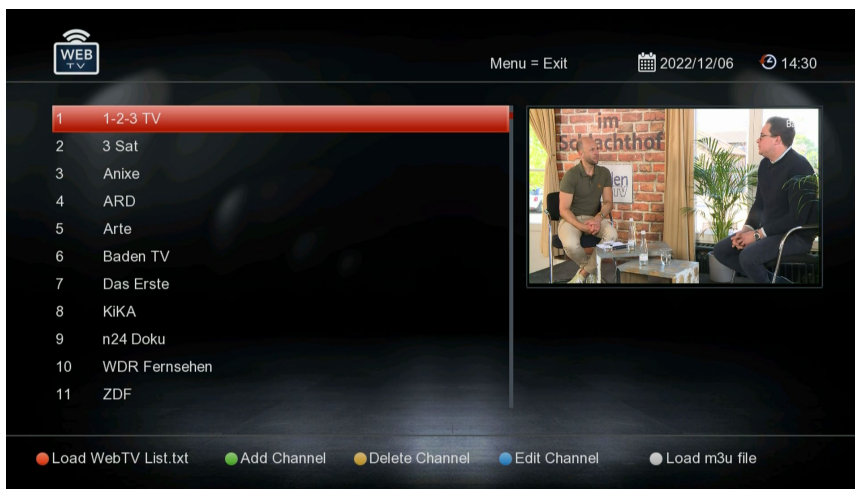 WEB
TV
Menu = Exit
2022/12/06
14:30
1 1-2-3 TV
2 3 Sat
3 Anixe
4 ARD
5 Arte
6 Baden TV
7 Das Erste
8 KiKA
9 n24 Doku
10 WDR Fernsehen
11 ZDF
im
Schlachthof
Load WebTV List.txt
Add Channel
Delete Channel
Edit Channel
Load m3u file